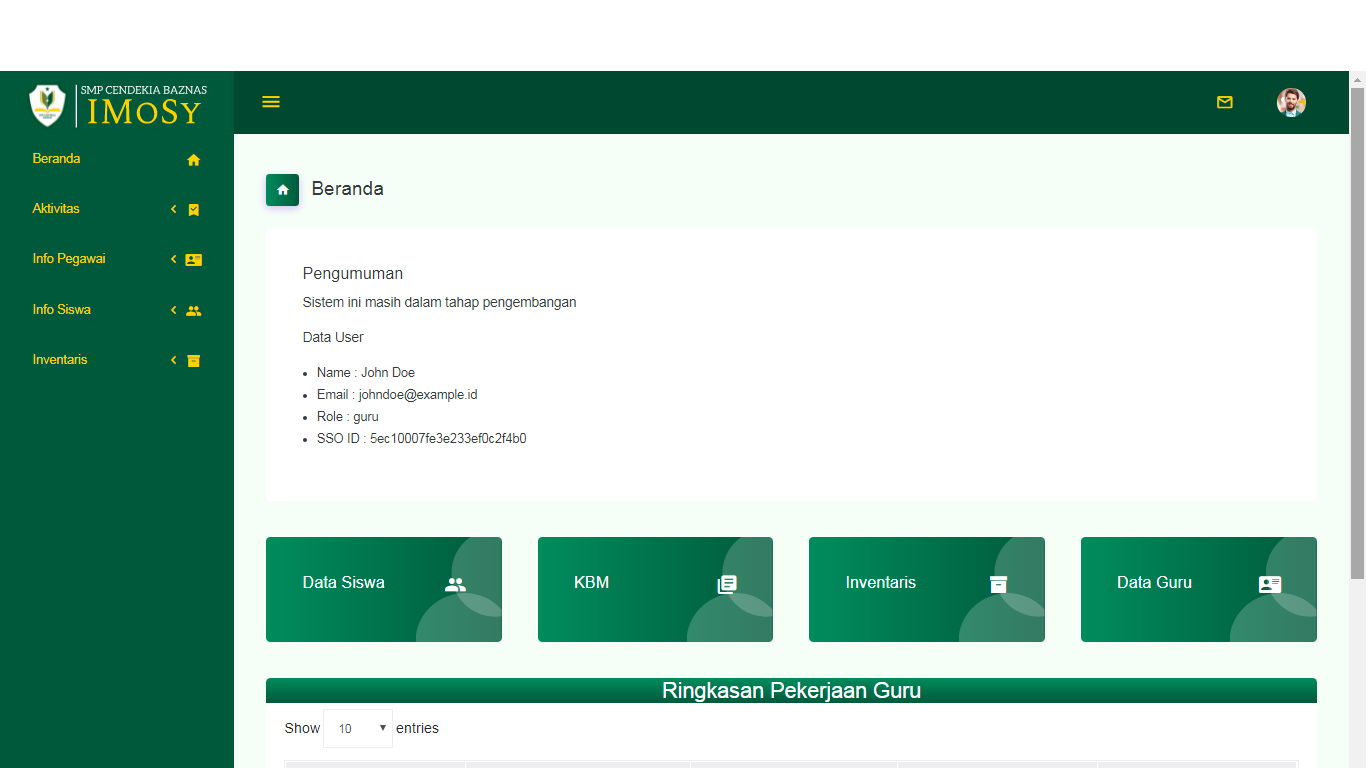 SMP CENDEKIA BAZNAS
IMoSy
Beranda
Aktivitas
Info Pegawai
Info Siswa
Inventaris
Beranda
Pengumuman
Sistem ini masih dalam tahap pengembangan
Data User
Name : John Doe
Email : johndoe@example.id
Role : guru
SSO ID : 5ec10007fe3e233ef0c2f4b0
Data Siswa
KBM
Inventaris
Data Guru
Ringkasan Pekerjaan Guru
Show 10 entries